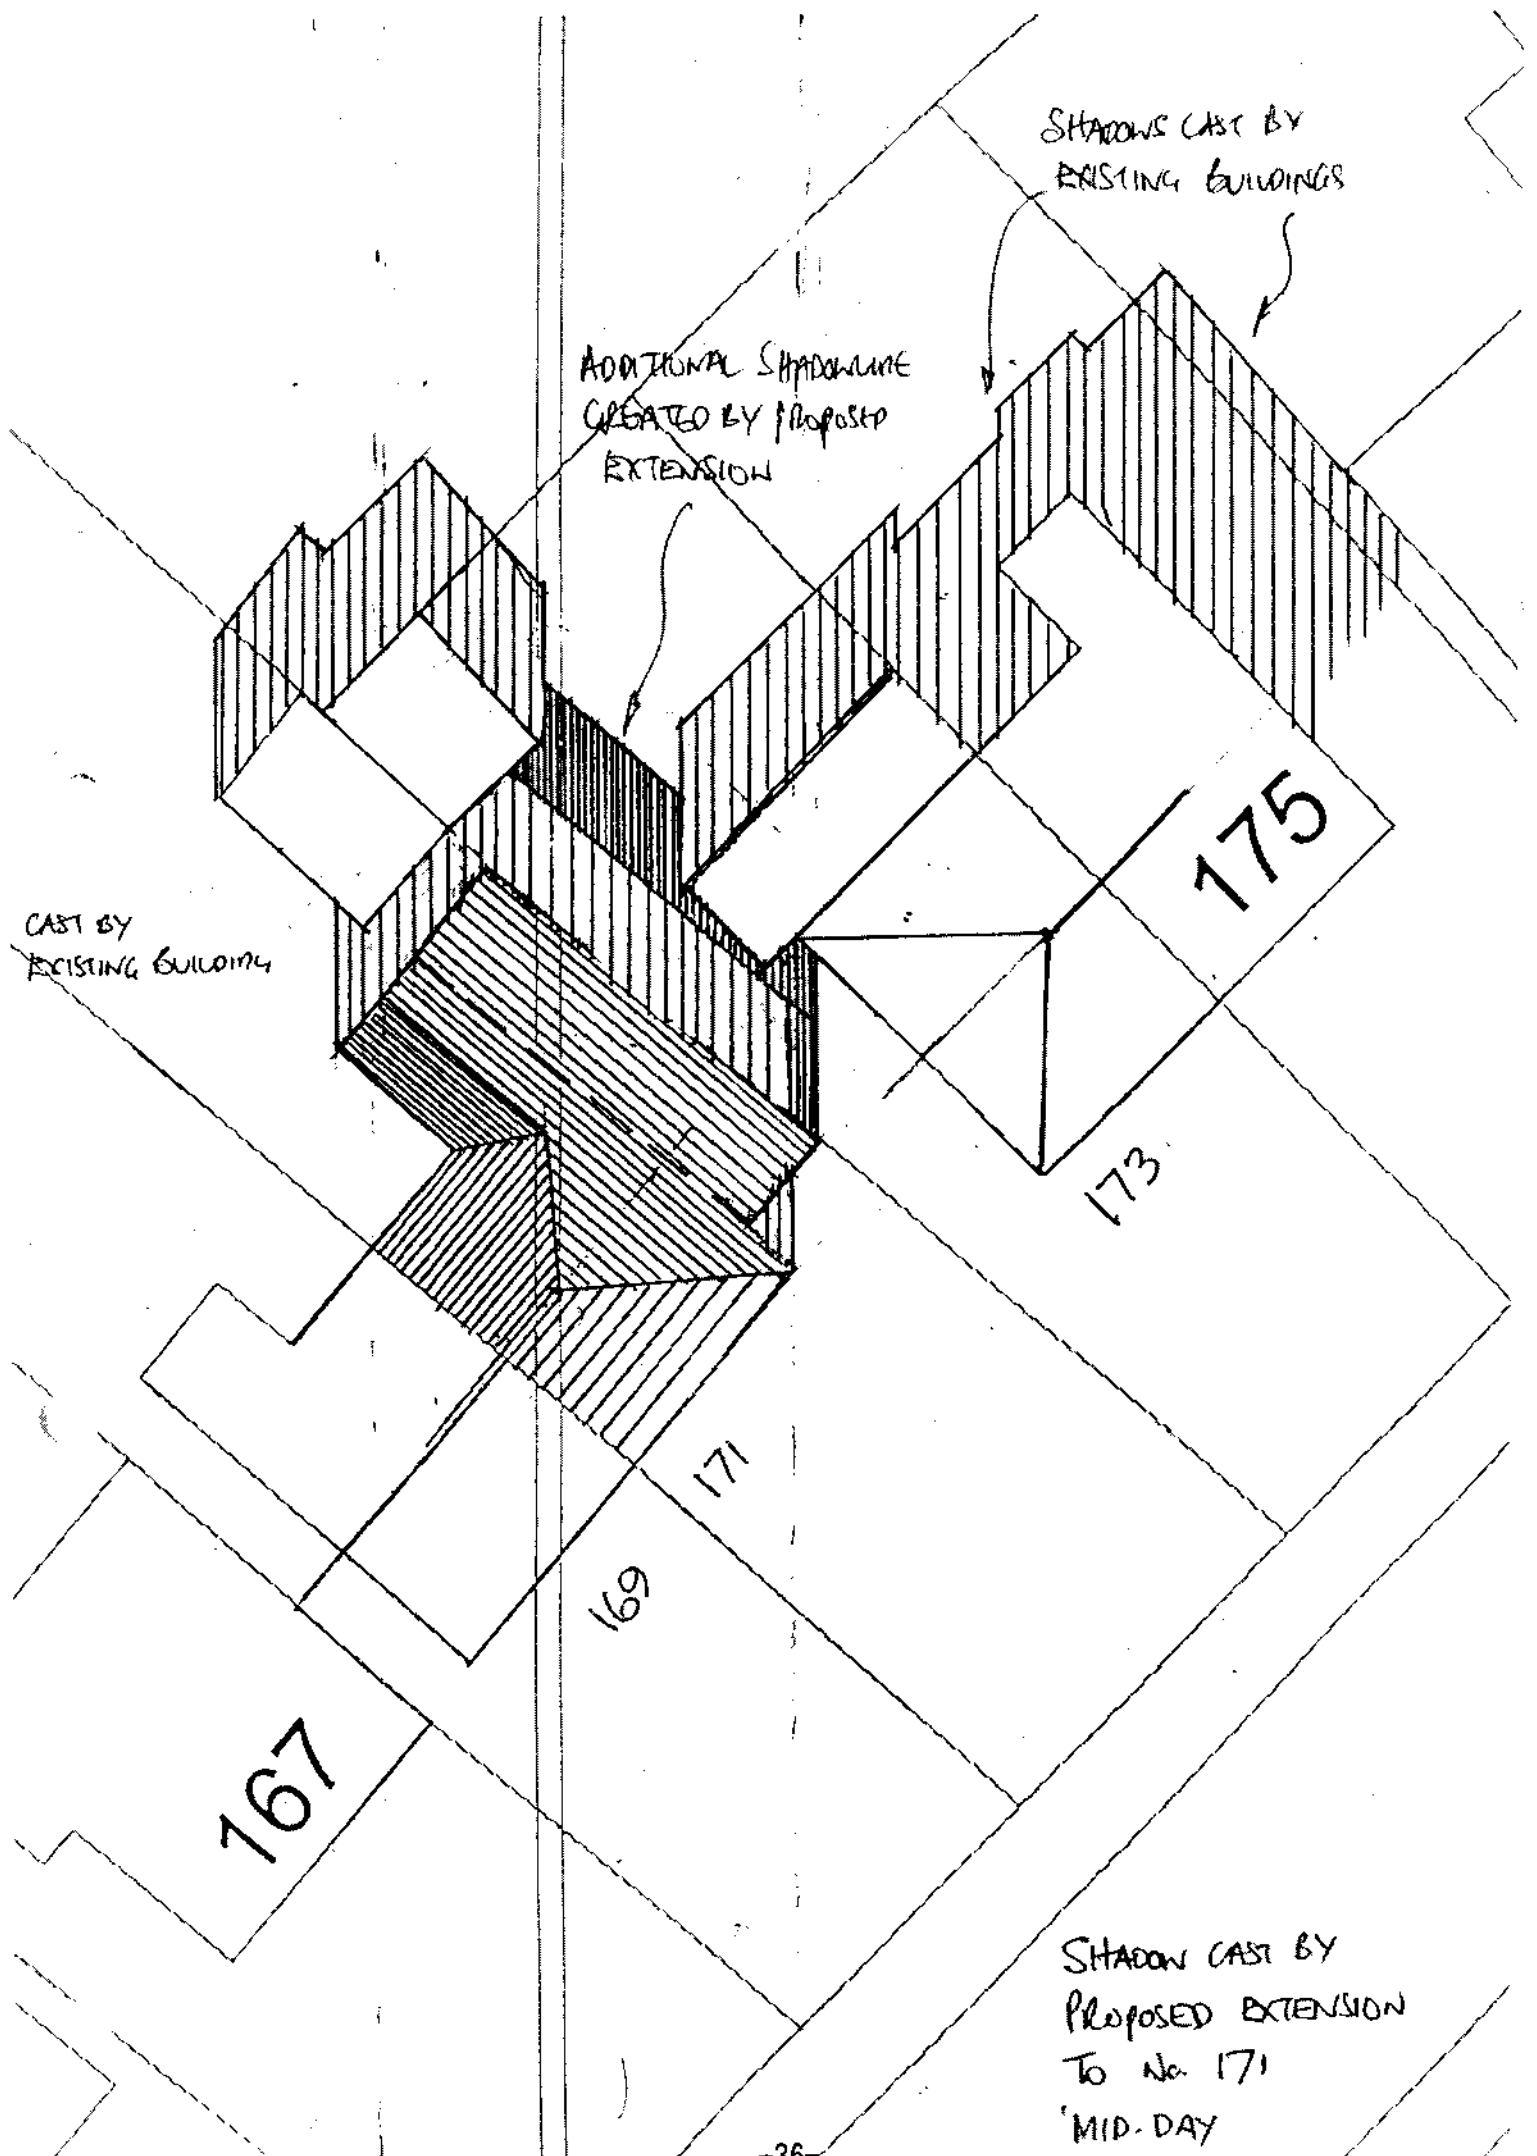 SHADOWS CAST BY
EXISTING BUILDINGS
ADDITIONAL SHADOWLINE
CREATED BY PROPOSED
EXTENSION
CAST BY
EXISTING BUILDING
175
173
171
169
167
SHADOW CAST BY
PROPOSED EXTENSION
TO No. 171
'MID-DAY
-36-